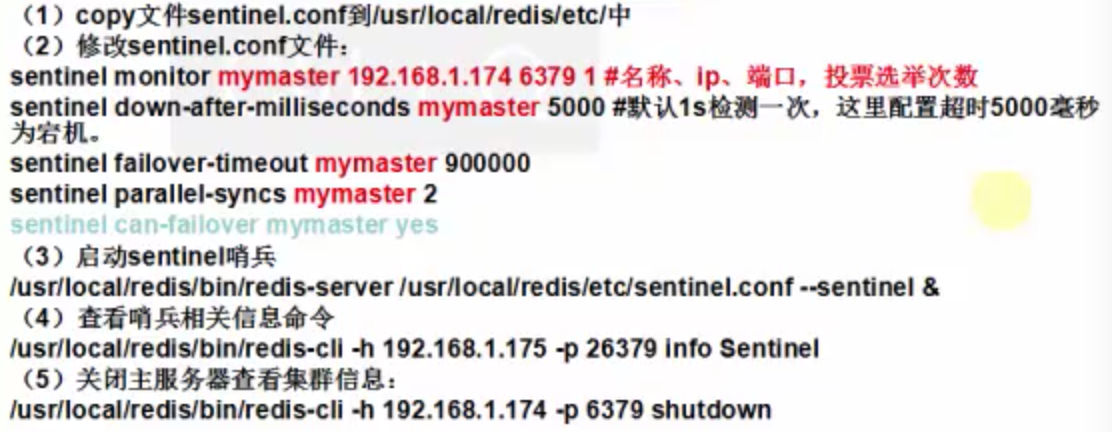 （1）copy文件sentinel.conf到/usr/local/redis/etc/中
（2）修改sentinel.conf文件：
sentinel monitor mymaster 192.168.1.174 6379 1 #名称、ip、端口，投票选举次数
sentinel down-after-milliseconds mymaster 5000 #默认1s检测一次，这里配置超时5000毫秒
为宕机。
sentinel failover-timeout mymaster 900000
sentinel parallel-syncs mymaster 2
sentinel can-failover mymaster yes
（3）启动sentinel哨兵
/usr/local/redis/bin/redis-server /usr/local/redis/etc/sentinel.conf --sentinel &
（4）查看哨兵相关信息命令
/usr/local/redis/bin/redis-cli -h 192.168.1.175 -p 26379 info Sentinel
（5）关闭主服务器查看集群信息：
/usr/local/redis/bin/redis-cli -h 192.168.1.174 -p 6379 shutdown